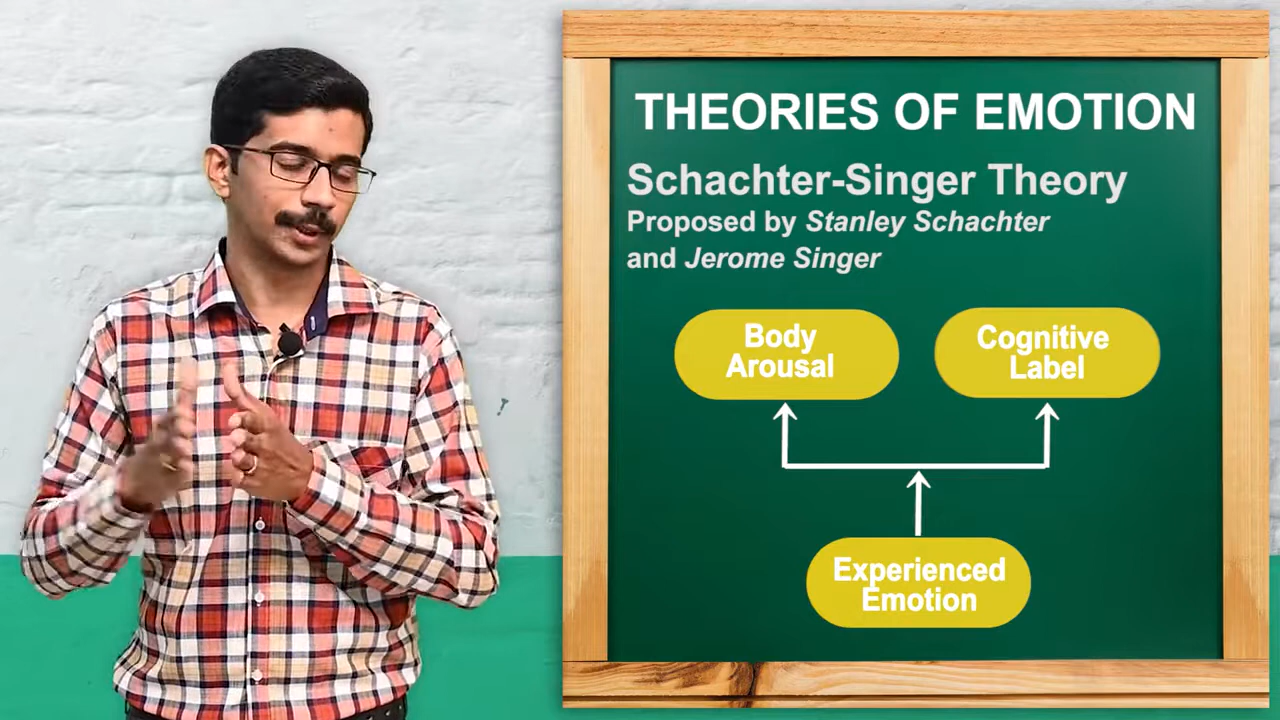 THEORIES OF EMOTION
Schachter-Singer Theory
Proposed by Stanley Schachter
and Jerome Singer
Body
Arousal
Cognitive
Label
Experienced
Emotion